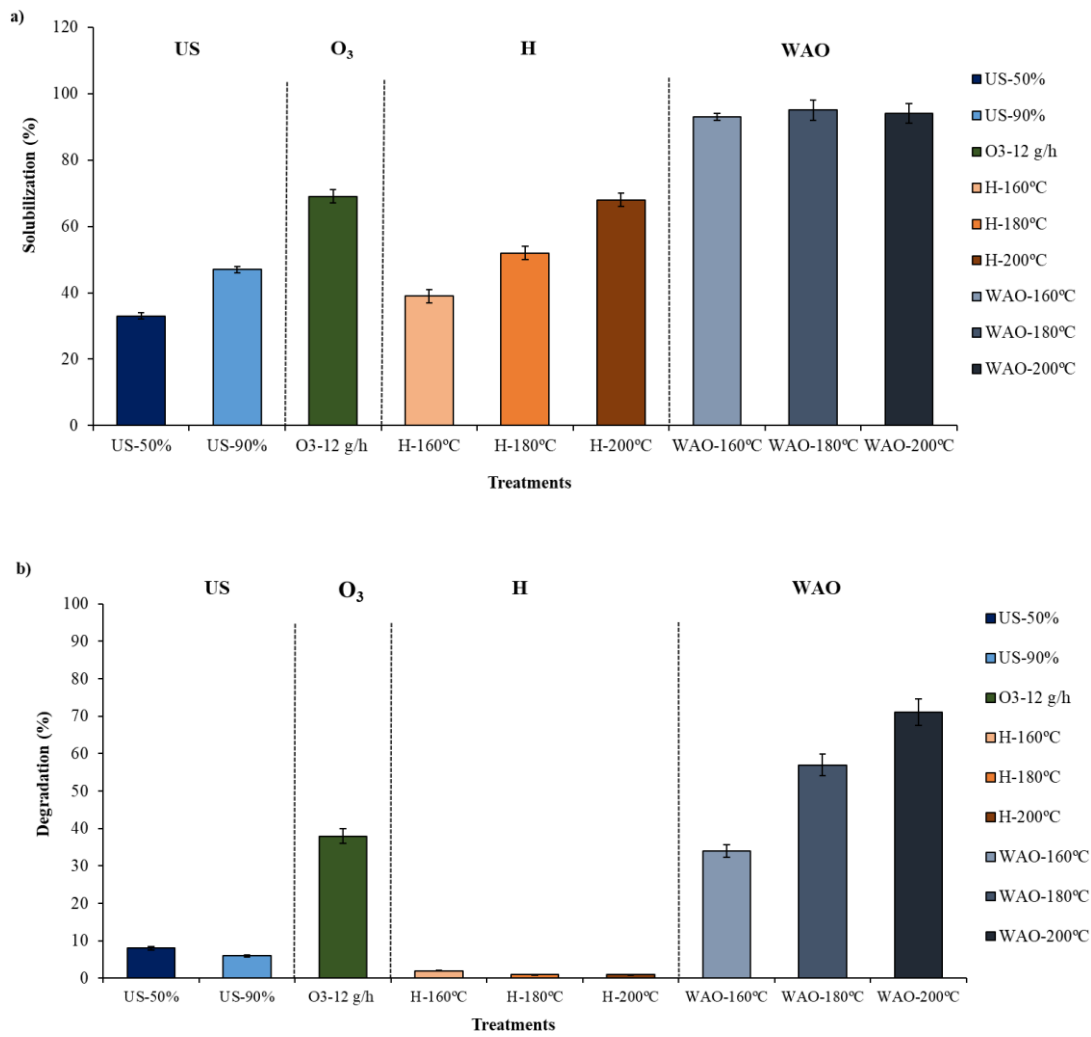 a)
US
O3
H
WAO
120
100
80
60
40
20
0
Solubilization (%)
US-50%
US-90%
O3-12 g/h
H-160ºC
H-180ºC
H-200ºC
WAO-160ºC
WAO-180ºC
WAO-200ºC
Treatments
US-50%
US-90%
O3-12 g/h
H-160ºC
H-180ºC
H-200ºC
WAO-160ºC
WAO-180ºC
WAO-200ºC
b)
US
O3
H
WAO
100
90
80
70
60
50
40
30
20
10
0
Degradation (%)
US-50%
US-90%
O3-12 g/h
H-160ºC
H-180ºC
H-200ºC
WAO-160ºC
WAO-180ºC
WAO-200ºC
Treatments
US-50%
US-90%
O3-12 g/h
H-160ºC
H-180ºC
H-200ºC
WAO-160ºC
WAO-180ºC
WAO-200ºC